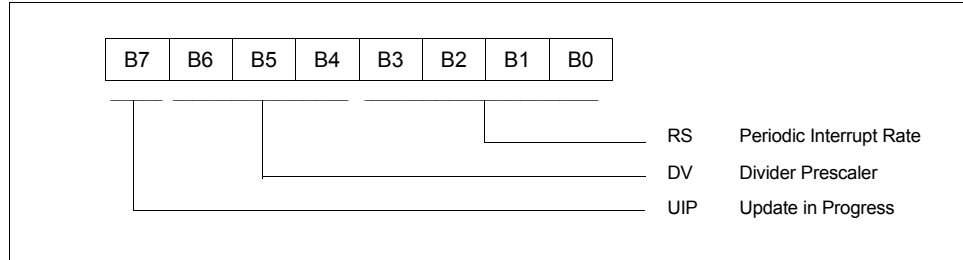 B7 B6 B5 B4 B3 B2 B1 B0
RS Periodic Interrupt Rate
DV Divider Prescaler
UIP Update in Progress